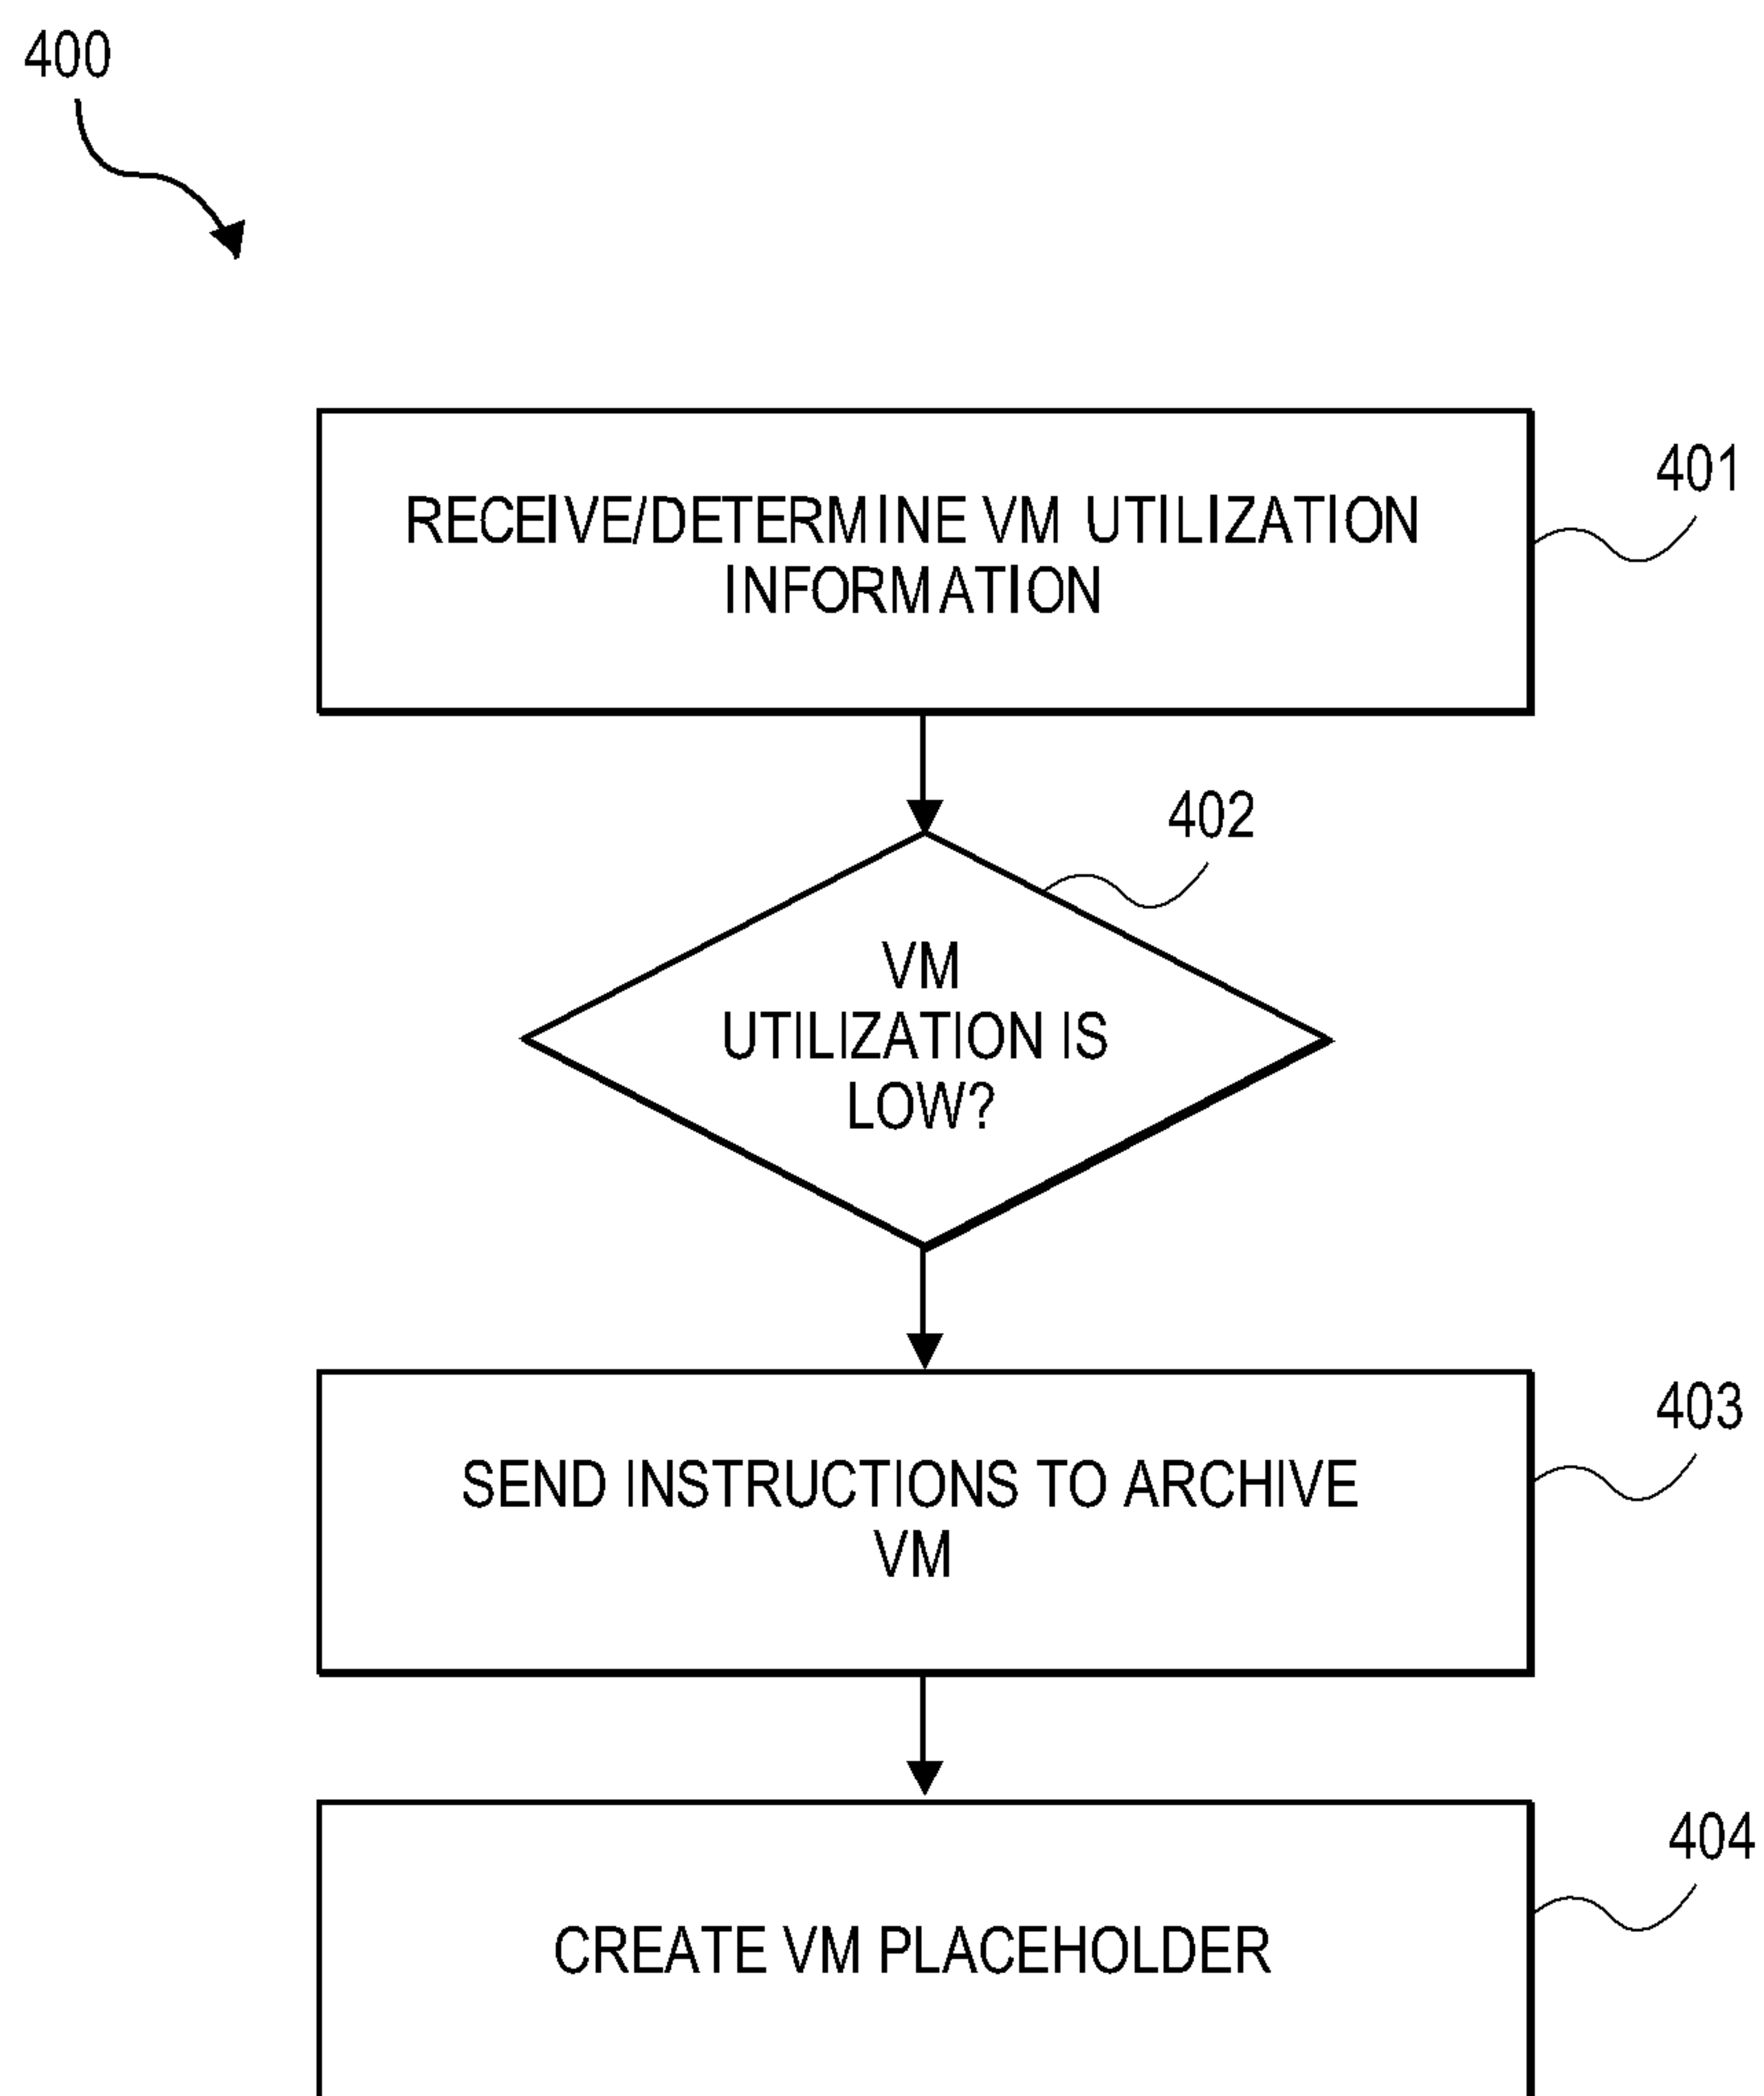 400
RECEIVE/DETERMINE VM UTILIZATION
INFORMATION
401
402
VM
UTILIZATION IS
LOW?
SEND INSTRUCTIONS TO ARCHIVE
VM
403
CREATE VM PLACEHOLDER
404